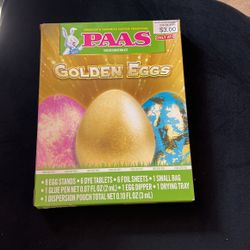 $3.00
PAAS
GOLDEN EGGS
• 9 EGG STANDS • 6 DYE TABLETS • 6 FOIL SHEETS • 1 SMALL BAG
• 1 GLUE PEN NET 0.07 FL OZ (2 mL) • 1 EGG DIPPER • 1 DRYING TRAY
• 1 DISPERSION POUCH TOTAL NET 0.10 FL OZ (3 mL)